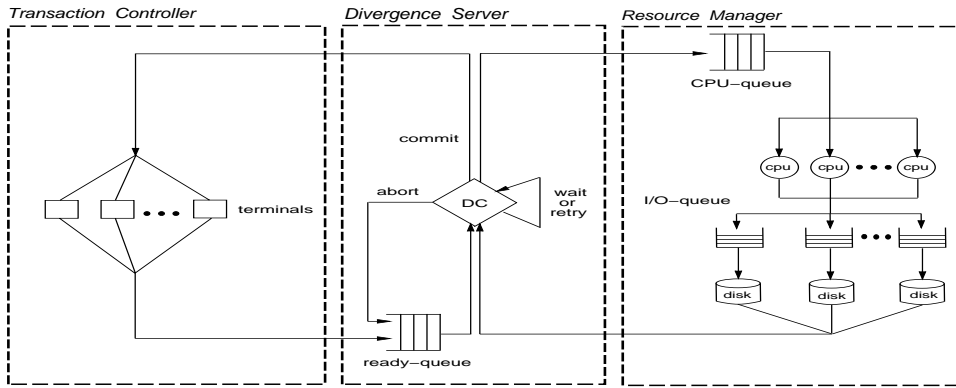 Transaction Controller
Divergence Server
Resource Manager
CPU−queue
commit
cpu
cpu
cpu
abort
DC
wait
or
retry
terminals
I/O−queue
disk
disk
disk
ready−queue